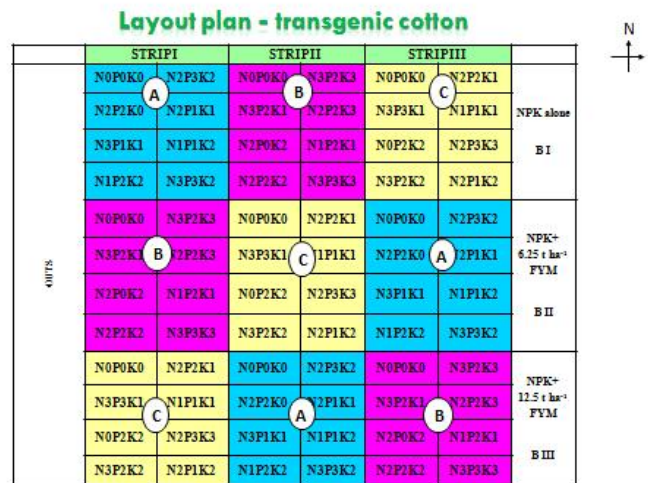 Layout plan - transgenic cotton
N
STRIPI STRIPII STRIPIII
N0P0K0 N2P3K2 N0P0K0 N3P2K3 N0P0K0 N2P2K1
A B C
N2P2K0 N2P1K1 N3P2K1 N2P2K3 N3P3K1 N1P1K1 NPK alone
N3P1K1 N1P1K2 N2P0K2 N1P2K1 N0P2K2 N2P3K3 B I
N1P2K2 N3P3K2 N2P2K2 N3P3K3 N3P2K2 N2P1K2
N0P0K0 N3P2K3 N0P0K0 N2P2K1 N0P0K0 N2P3K2
NPK+
N3P2K1 B N2P2K3 N3P3K1 C N1P1K1 N2P2K0 A N2P1K1 6.25 t ha⁻¹
FYM
OUTS
N2P0K2 N1P2K1 N0P2K2 N2P3K3 N3P1K1 N1P1K2
B II
N2P2K2 N3P3K3 N3P2K2 N2P1K2 N1P2K2 N3P3K2
N0P0K0 N2P2K1 N0P0K0 N2P3K2 N0P0K0 N3P2K3
NPK+
N3P3K1 N1P1K1 N2P2K0 N2P1K1 N3P2K1 N2P2K3 12.5 t ha⁻¹
C A B FYM
N0P2K2 N2P3K3 N3P1K1 N1P1K2 N2P0K2 N1P2K1
B III
N3P2K2 N2P1K2 N1P2K2 N3P3K2 N2P2K2 N3P3K3